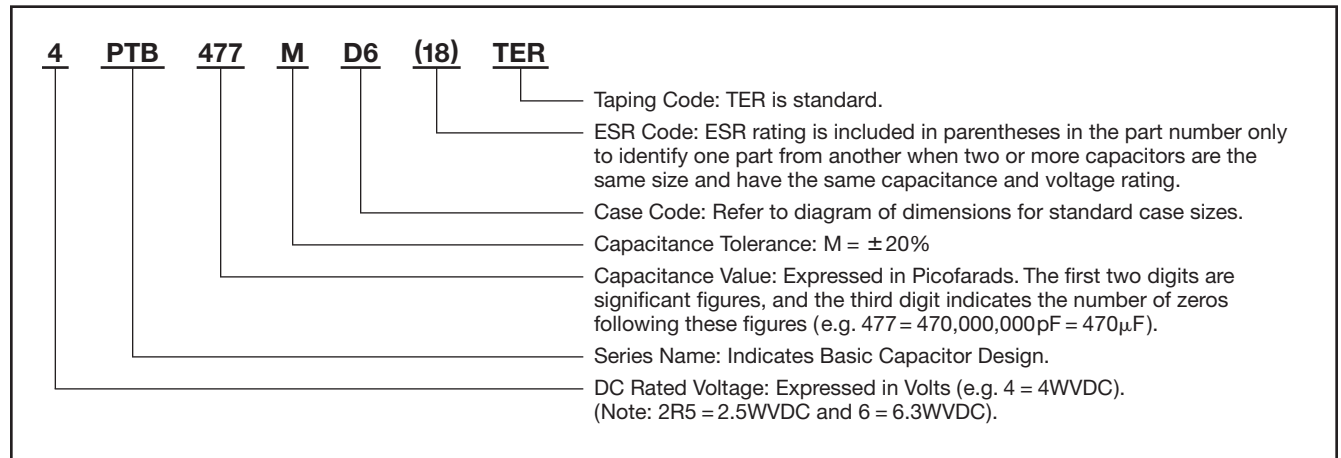 4 PTB 477 M D6 (18) TER
Taping Code: TER is standard.
ESR Code: ESR rating is included in parentheses in the part number only
to identify one part from another when two or more capacitors are the
same size and have the same capacitance and voltage rating.
Case Code: Refer to diagram of dimensions for standard case sizes.
Capacitance Tolerance: M = ±20%
Capacitance Value: Expressed in Picofarads. The first two digits are
significant figures, and the third digit indicates the number of zeros
following these figures (e.g. 477 = 470,000,000pF = 470μF).
Series Name: Indicates Basic Capacitor Design.
DC Rated Voltage: Expressed in Volts (e.g. 4 = 4WVDC).
(Note: 2R5 = 2.5WVDC and 6 = 6.3WVDC).